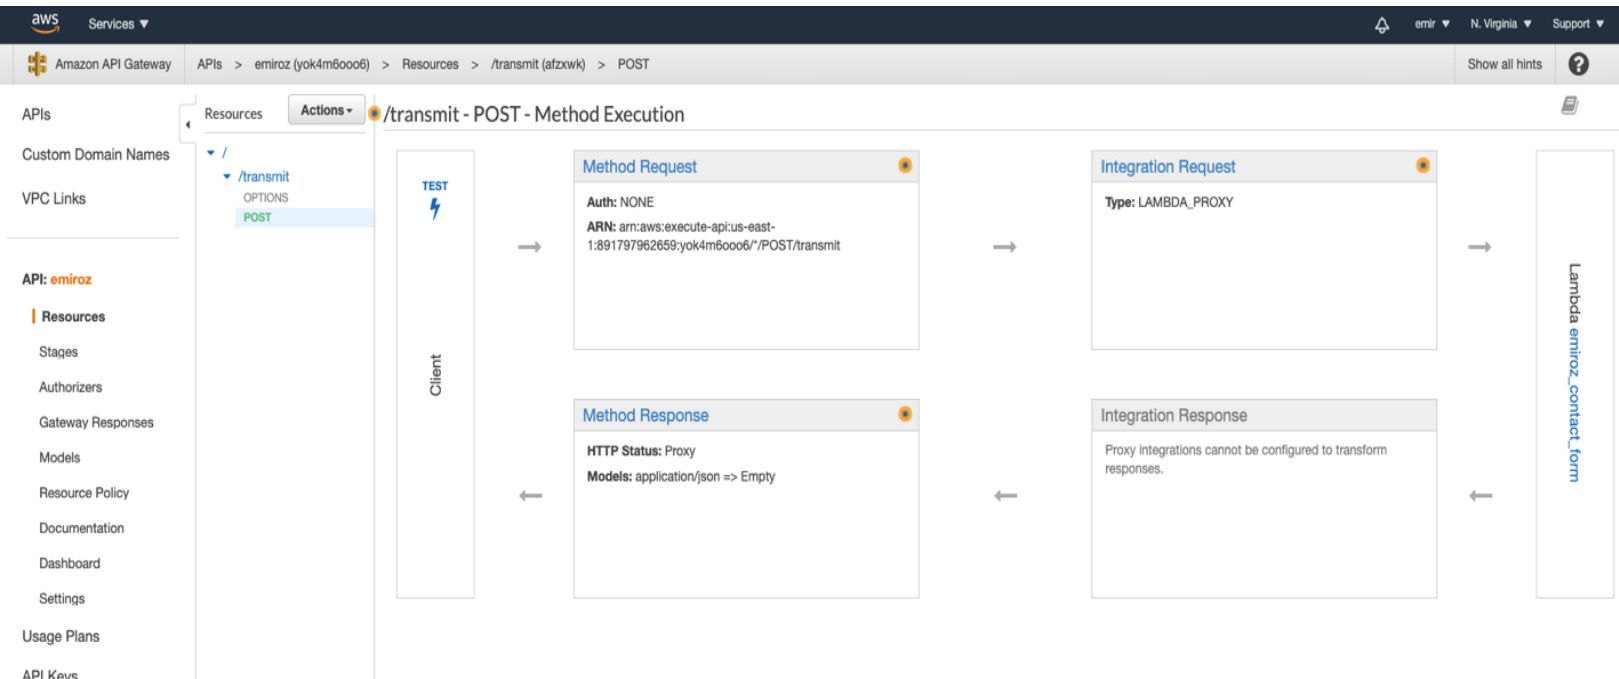 aws Services ▾ emir ▾ N. Virginia ▾ Support ▾
Amazon API Gateway APIs > emiroz (yok4m6ooo6) > Resources > /transmit (afzxwk) > POST Show all hints ?
APIs
Custom Domain Names
VPC Links
API: emiroz
Resources
Stages
Authorizers
Gateway Responses
Models
Resource Policy
Documentation
Dashboard
Settings
Usage Plans
API Keys
Resources Actions
/
/transmit
OPTIONS
POST
/transmit - POST - Method Execution
TEST
Client
Method Request
Auth: NONE
ARN: arn:aws:execute-api:us-east-
1:891797962659:yok4m6ooo6/*/POST/transmit
Integration Request
Type: LAMBDA_PROXY
Lambda emiroz_contact_form
Method Response
HTTP Status: Proxy
Models: application/json => Empty
Integration Response
Proxy integrations cannot be configured to transform
responses.